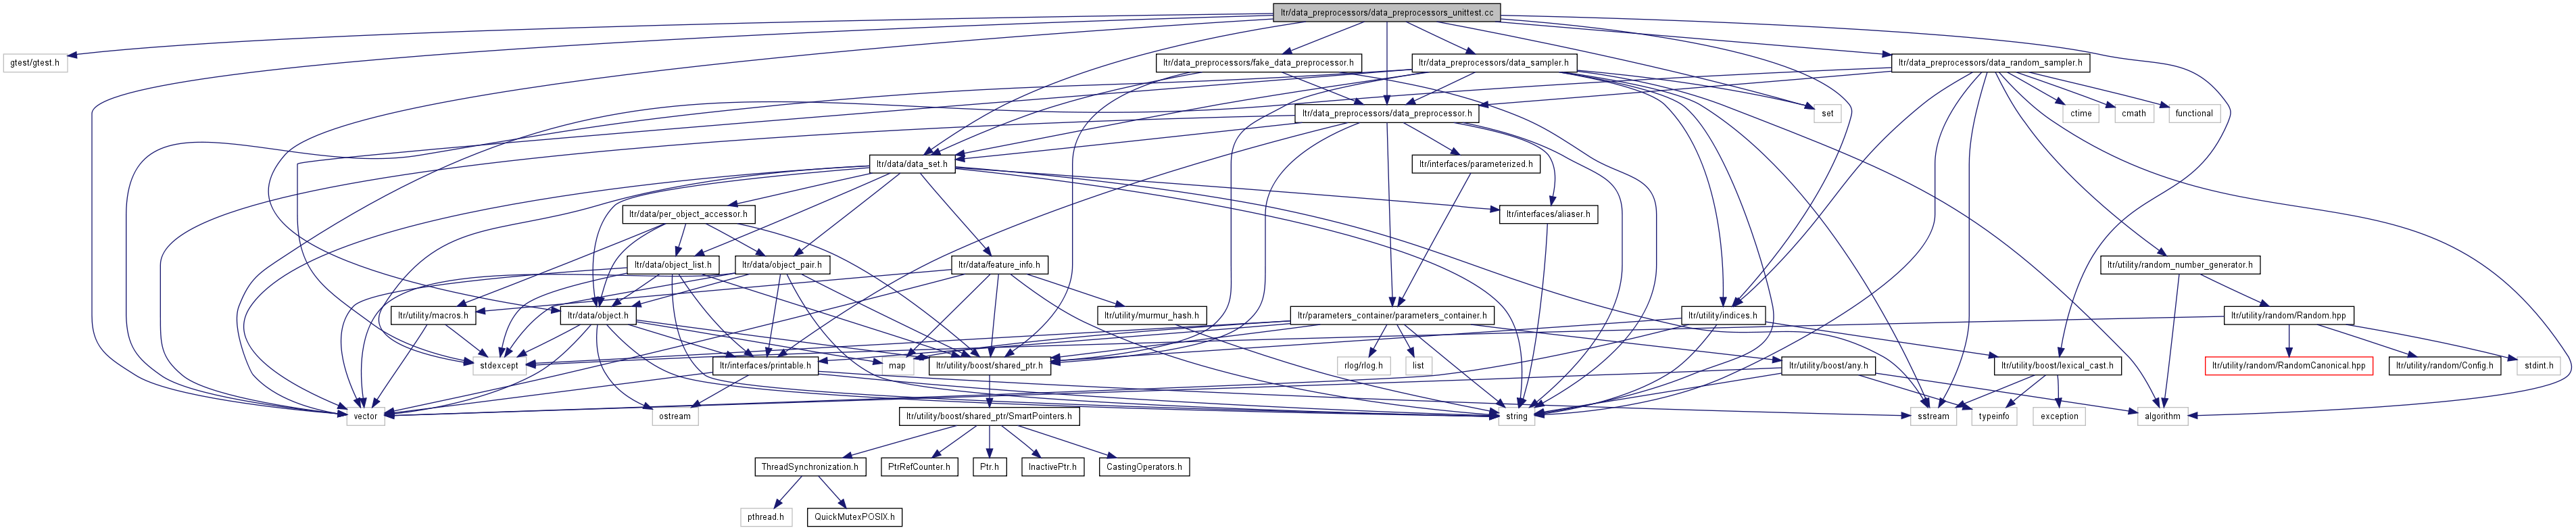 ltr/data_preprocessors/data_preprocessors_unittest.cc
gtest/gtest.h
ltr/data_preprocessors/fake_data_preprocessor.h
ltr/data_preprocessors/data_sampler.h
ltr/data_preprocessors/data_random_sampler.h
ltr/data_preprocessors/data_preprocessor.h
set
ctime
cmath
functional
ltr/data/data_set.h
ltr/interfaces/parameterized.h
ltr/data/per_object_accessor.h
ltr/interfaces/aliaser.h
ltr/data/object_list.h
ltr/data/object_pair.h
ltr/data/feature_info.h
ltr/utility/random_number_generator.h
ltr/utility/macros.h
ltr/data/object.h
ltr/utility/murmur_hash.h
ltr/parameters_container/parameters_container.h
ltr/utility/indices.h
ltr/utility/random/Random.hpp
stdexcept
ltr/interfaces/printable.h
map
ltr/utility/boost/shared_ptr.h
rlog/rlog.h
list
ltr/utility/boost/any.h
ltr/utility/boost/lexical_cast.h
ltr/utility/random/RandomCanonical.hpp
ltr/utility/random/Config.h
stdint.h
vector
ostream
ltr/utility/boost/shared_ptr/SmartPointers.h
string
sstream
typeinfo
exception
algorithm
ThreadSynchronization.h
PtrRefCounter.h
Ptr.h
InactivePtr.h
CastingOperators.h
pthread.h
QuickMutexPOSIX.h